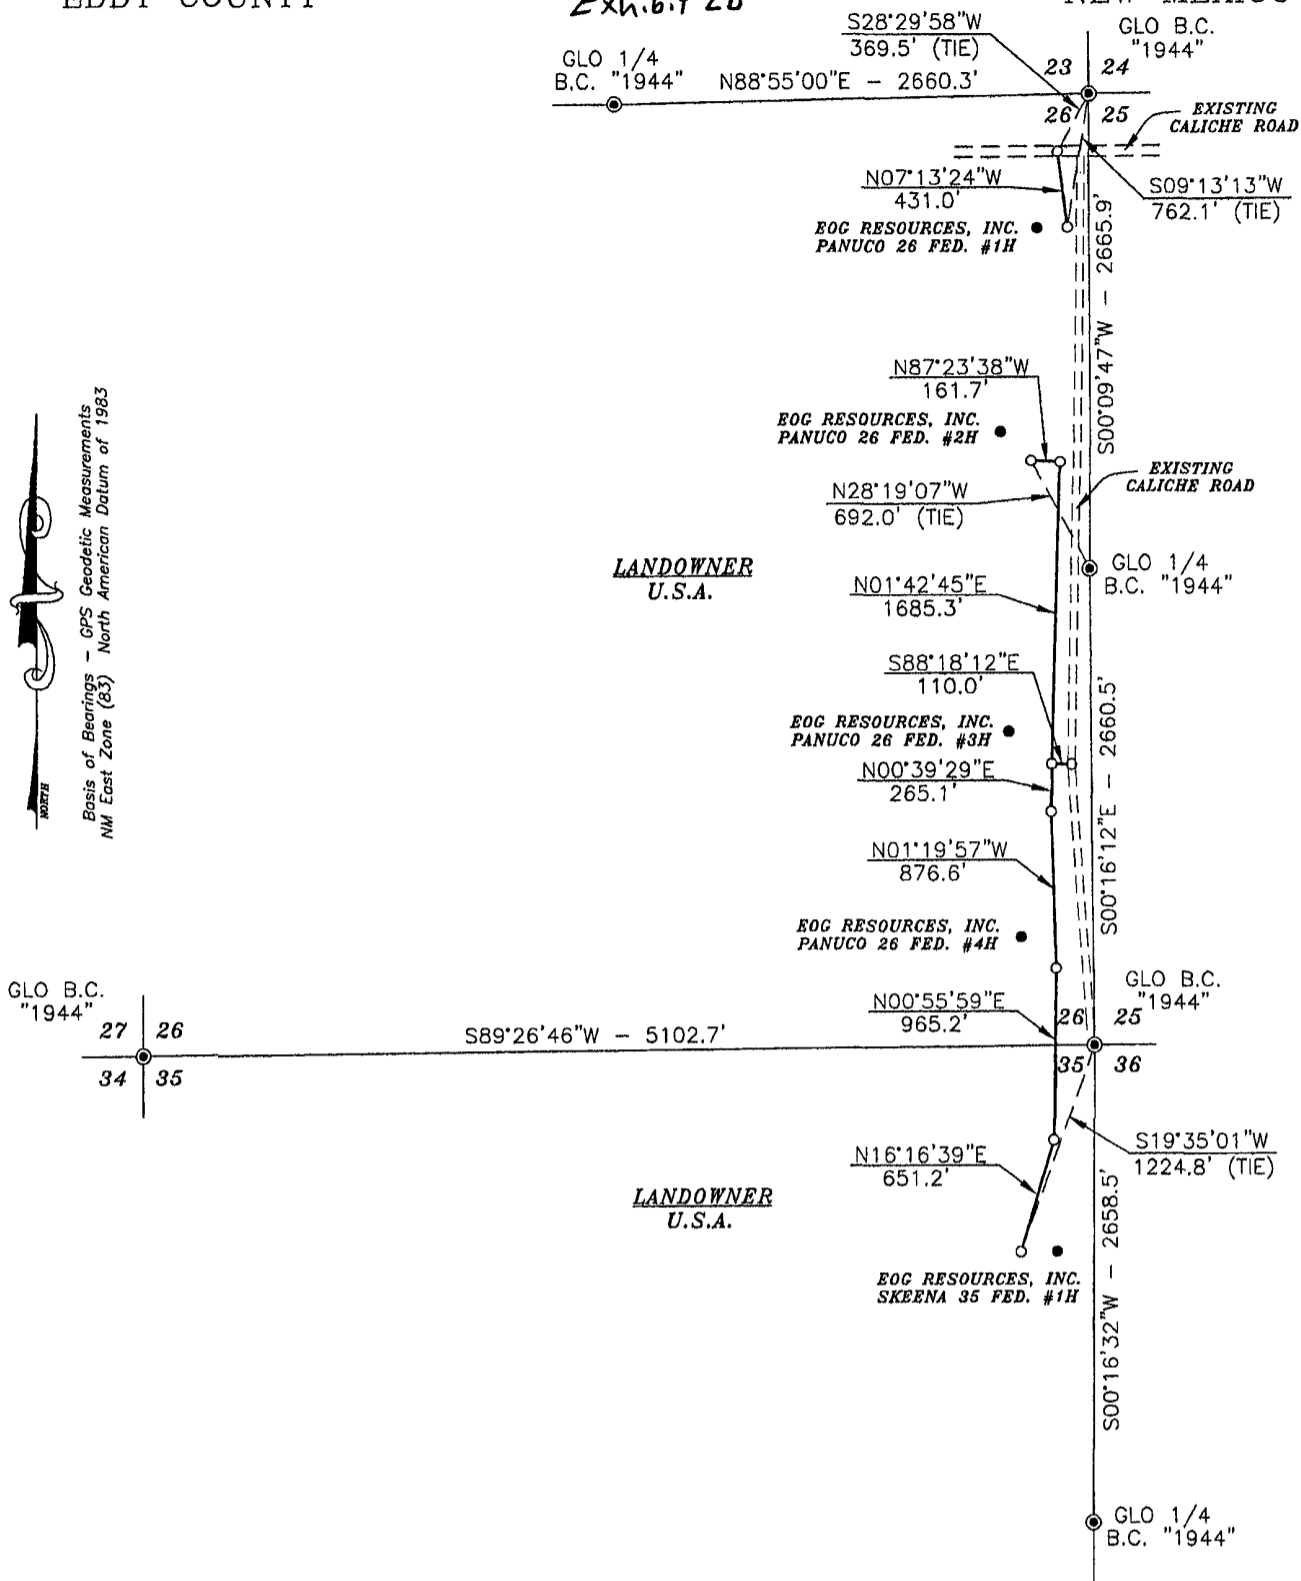 EDDY COUNTY
Exhibit 2B
NEW MEXICO
S28°29'58"W
369.5' (TIE)
GLO B.C.
"1944"
GLO 1/4
B.C. "1944"
N88°55'00"E - 2660.3'
23 24
26 25
EXISTING
CALICHE ROAD
N07°13'24"W
431.0'
S09°13'13"W
762.1' (TIE)
EOG RESOURCES, INC.
PANUCO 26 FED. #1H
S00°09'47"W - 2665.9'
N87°23'38"W
161.7'
EOG RESOURCES, INC.
PANUCO 26 FED. #2H
EXISTING
CALICHE ROAD
N28°19'07"W
692.0' (TIE)
LANDOWNER
U.S.A.
GLO 1/4
B.C. "1944"
N01°42'45"E
1685.3'
S88°18'12"E
110.0'
EOG RESOURCES, INC.
PANUCO 26 FED. #3H
N00°39'29"E
265.1'
S00°16'12"E - 2660.5'
N01°19'57"W
876.6'
EOG RESOURCES, INC.
PANUCO 26 FED. #4H
NORTH
Basis of Bearings - GPS Geodetic Measurements
NM East Zone (83) North American Datum of 1983
GLO B.C.
"1944"
27 26
34 35
S89°26'46"W - 5102.7'
N00°55'59"E
965.2'
GLO B.C.
"1944"
26 25
35 36
N16°16'39"E
651.2'
S19°35'01"W
1224.8' (TIE)
LANDOWNER
U.S.A.
EOG RESOURCES, INC.
SKEENA 35 FED. #1H
S00°16'32"W - 2658.5'
GLO 1/4
B.C. "1944"